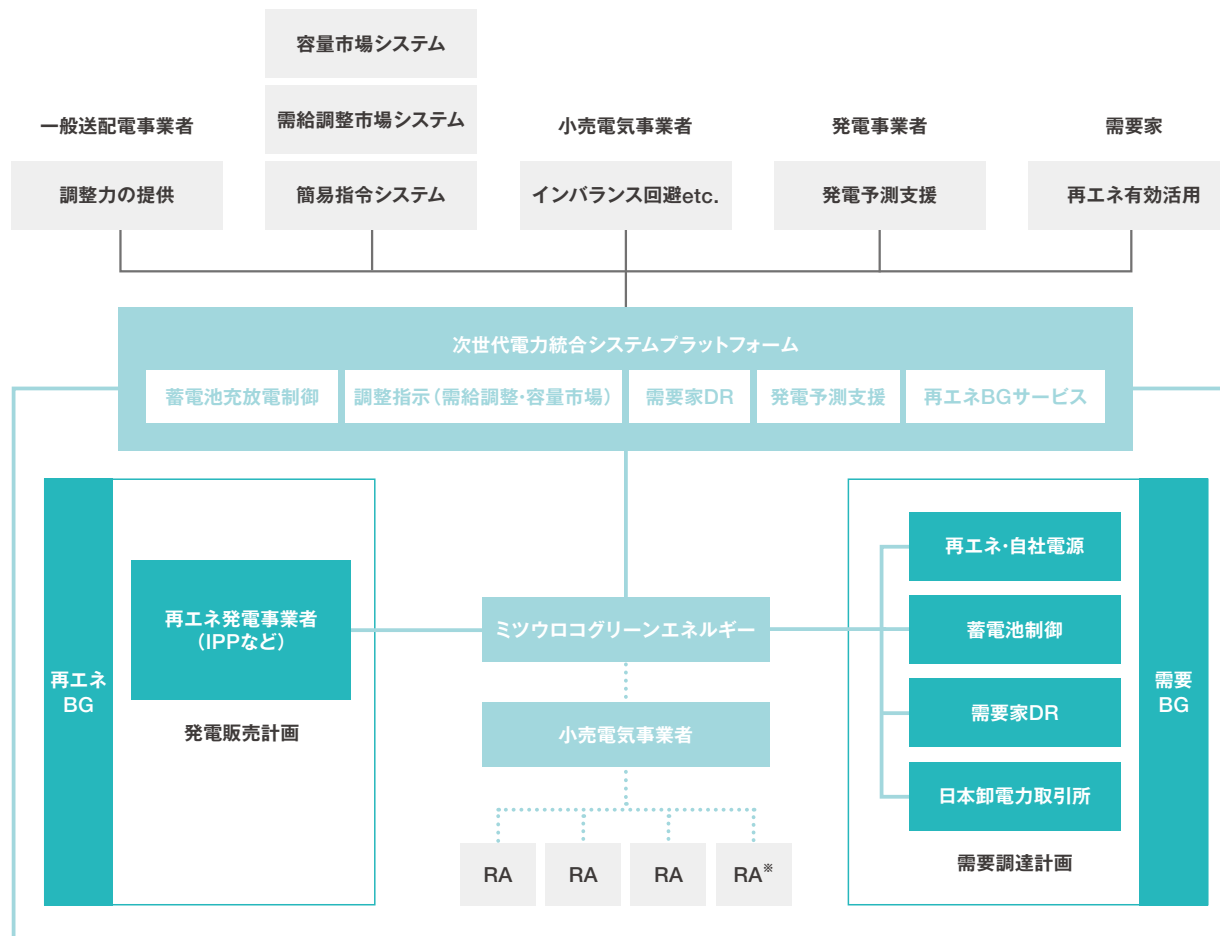 容量市場システム
需給調整市場システム
簡易指令システム
一般送配電事業者
調整力の提供
小売電気事業者
インバランス回避etc.
発電事業者
発電予測支援
需要家
再エネ有効活用
次世代電力統合システムプラットフォーム
蓄電池充放電制御
調整指示(需給調整・容量市場)
需要家DR
発電予測支援
再エネBGサービス
再エネ
BG
再エネ発電事業者
(IPPなど)
発電販売計画
ミツウロコグリーンエネルギー
小売電気事業者
RA
RA
RA
RA※
再エネ・自社電源
蓄電池制御
需要家DR
日本卸電力取引所
需要調達計画
需要
BG